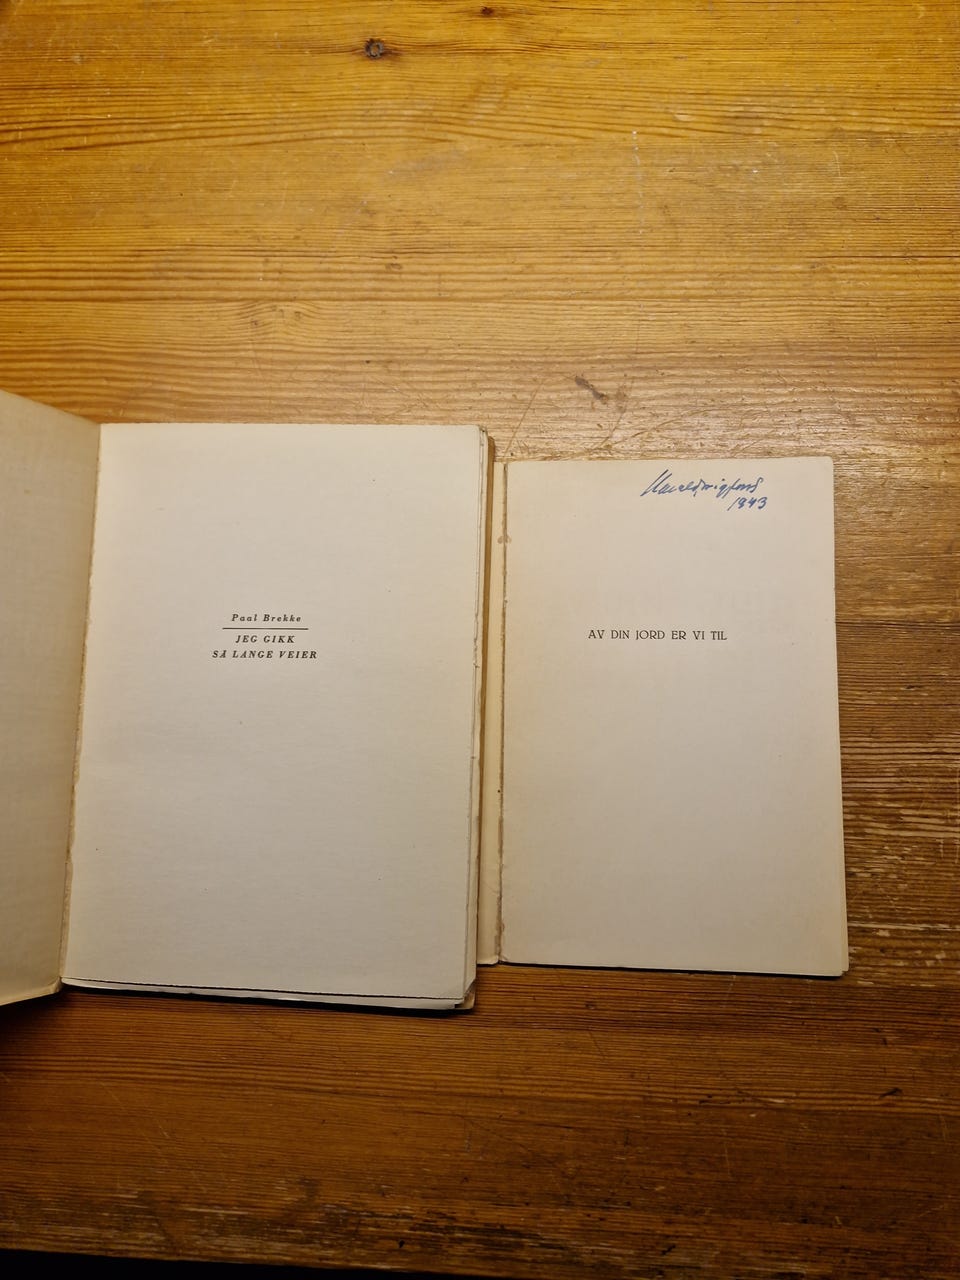 Paal Brekke
JEG GIKK
SÅ LANGE VEIER
1943
AV DIN JORD ER VI TIL